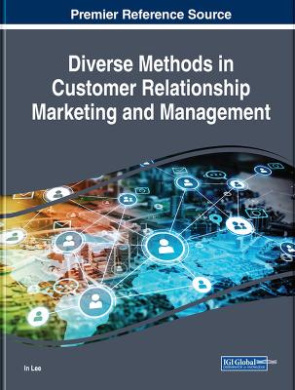 Premier Reference Source
Diverse Methods in
Customer Relationship
Marketing and Management
In Lee
IGI Global